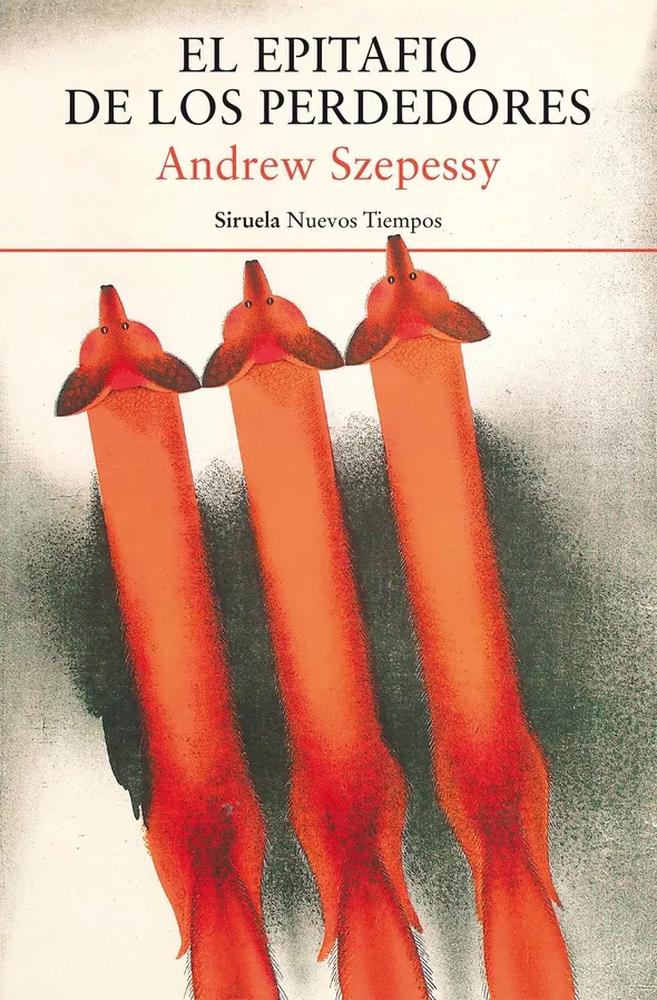 EL EPITAFIO
DE LOS PERDEDORES
Andrew Szepessy
Siruela Nuevos Tiempos